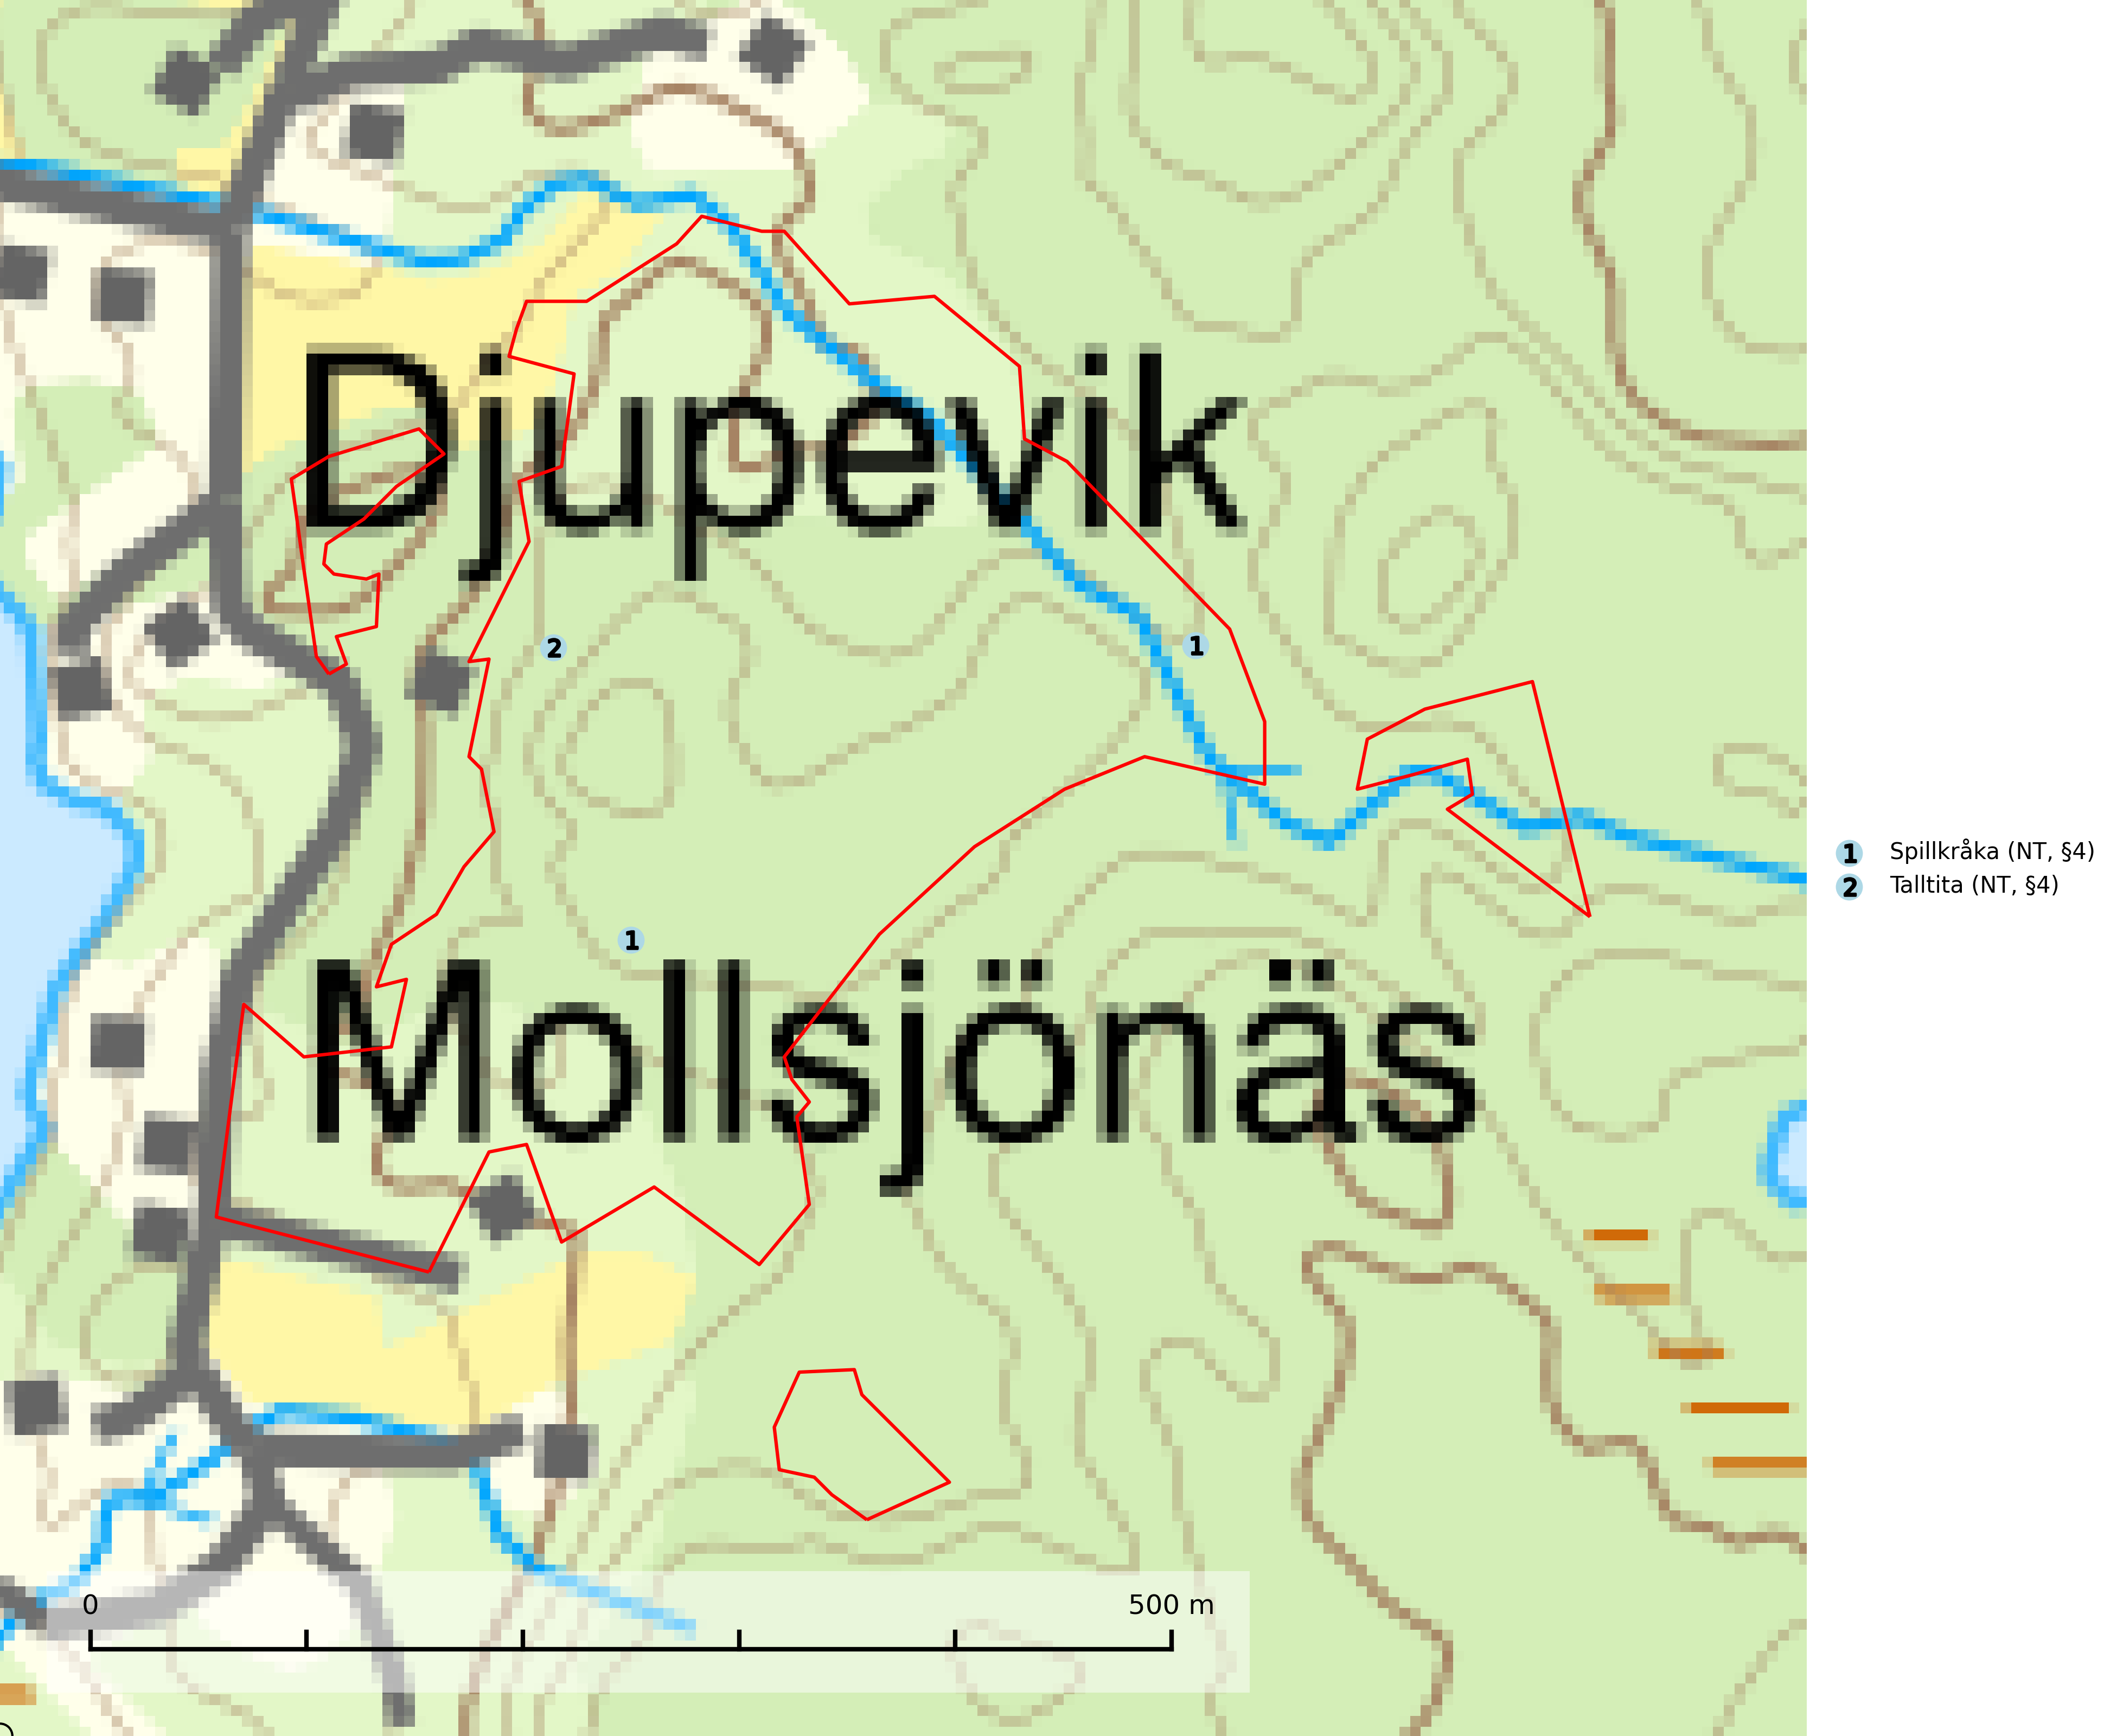 Djupevik
2
1
1
Mollsjönäs
1 Spillkråka (NT, §4)
2 Talltita (NT, §4)
0 500 m